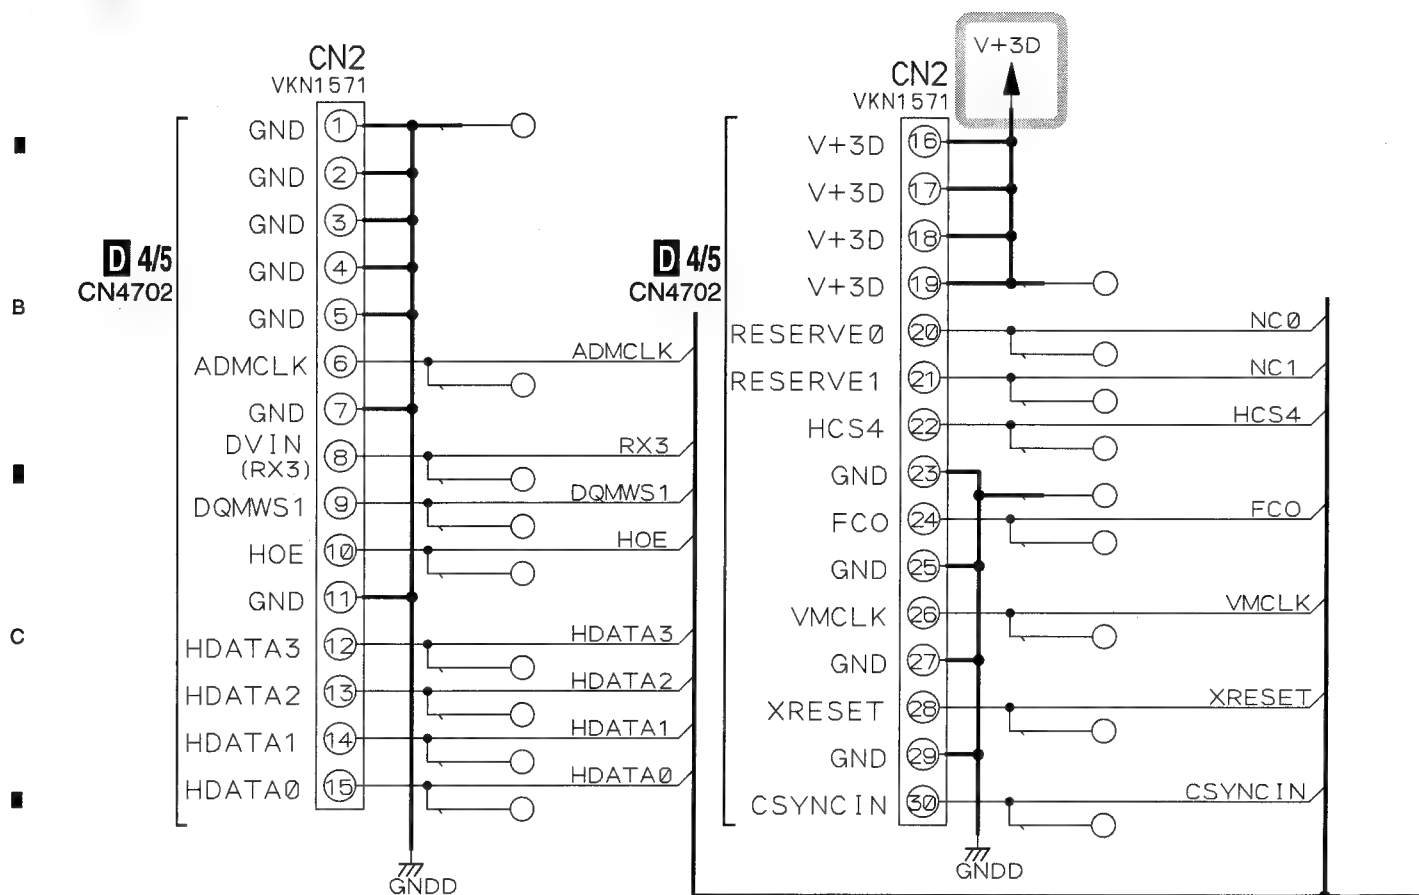 CN2
VKN1571
GND 1
GND 2
GND 3
GND 4
GND 5
ADMCLK 6 ADMCLK
GND 7
DVIN
(RX3) 8 RX3
DQMWS1 9 DQMWS1
HOE 10 HOE
GND 11
HDATA3 12 HDATA3
HDATA2 13 HDATA2
HDATA1 14 HDATA1
HDATA0 15 HDATA0
GNDD
D 4/5
CN4702
B
C
V+3D
CN2
VKN1571
V+3D 16
V+3D 17
V+3D 18
V+3D 19
RESERVE0 20 NC0
RESERVE1 21 NC1
HCS4 22 HCS4
GND 23
FCO 24 FCO
GND 25
VMCLK 26 VMCLK
GND 27
XRESET 28 XRESET
GND 29
CSYNCIN 30 CSYNCIN
GNDD
D 4/5
CN4702